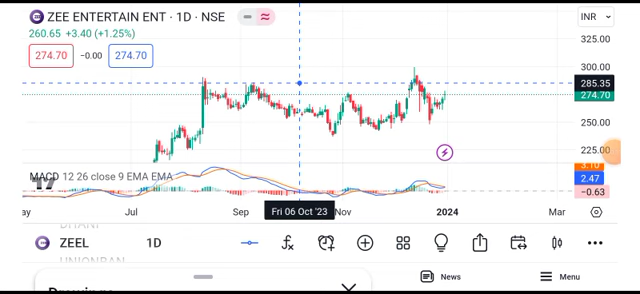 ZEE ENTERTAIN ENT · 1D · NSE
INR
260.65 +3.40 (+1.25%)
274.70 −0.00 274.70
325.00
300.00
285.35
274.70
250.00
225.00
MACD 12 26 close 9 EMA EMA
3.10
2.47
−0.63
ay Jul Sep Fri 06 Oct '23 Nov 2024 Mar
ZEEL 1D
UNIONBAN
News Menu